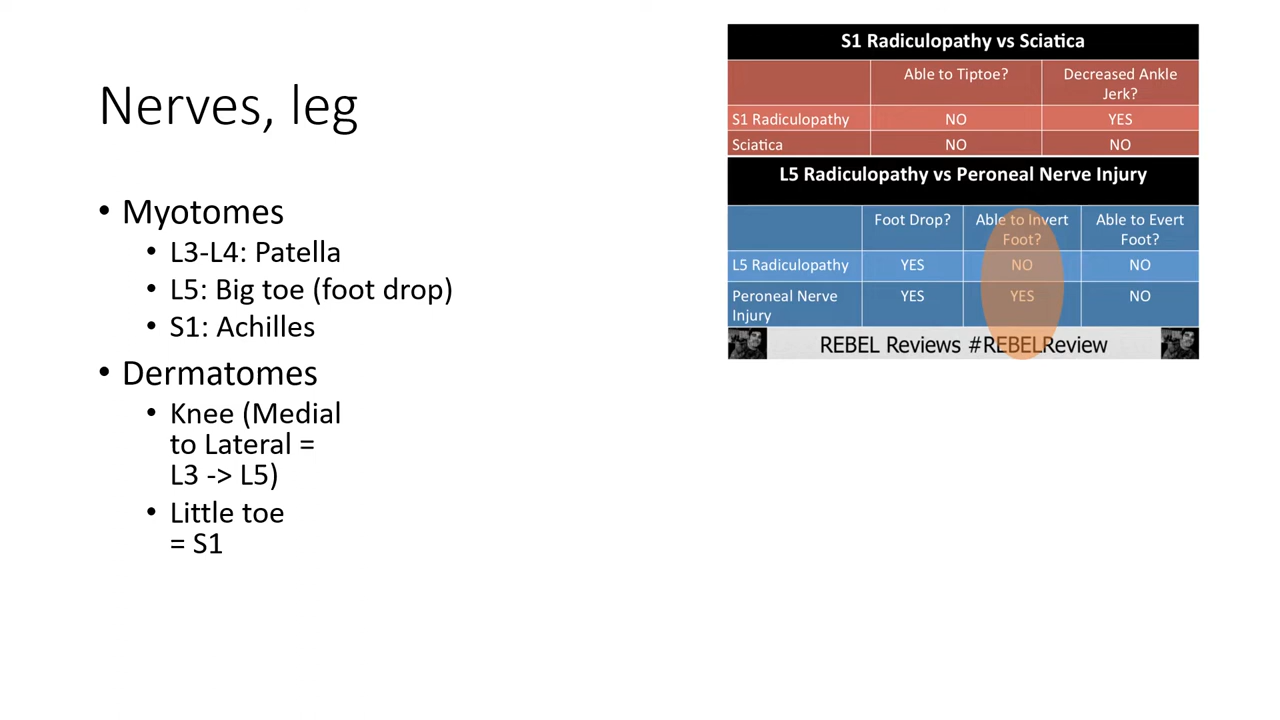 Nerves, leg
• Myotomes
• L3-L4: Patella
• L5: Big toe (foot drop)
• S1: Achilles
• Dermatomes
• Knee (Medial
to Lateral =
L3 -> L5)
• Little toe
= S1
S1 Radiculopathy vs Sciatica
Able to Tiptoe? Decreased Ankle
Jerk?
S1 Radiculopathy NO YES
Sciatica NO NO
L5 Radiculopathy vs Peroneal Nerve Injury
Foot Drop? Able to Invert Able to Evert
Foot? Foot?
L5 Radiculopathy YES NO NO
Peroneal Nerve YES YES NO
Injury
REBEL Reviews #REBELReview